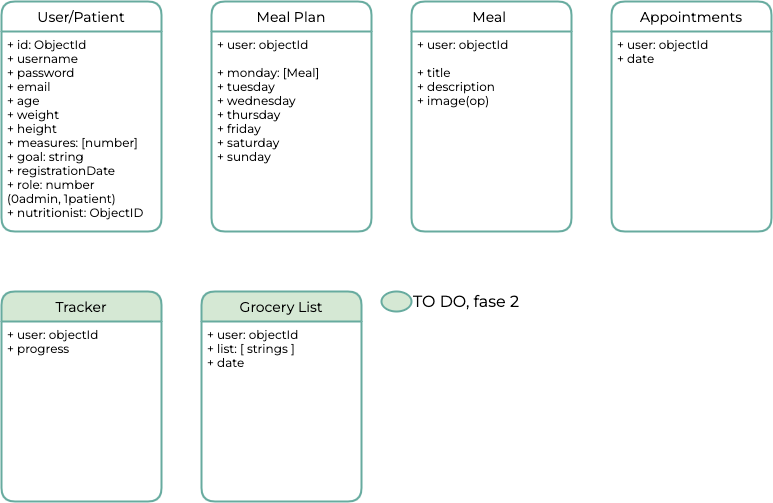 User/Patient
+ id: ObjectId
+ username
+ password
+ email
+ age
+ weight
+ height
+ measures: [number]
+ goal: string
+ registrationDate
+ role: number
(0admin, 1patient)
+ nutritionist: ObjectID
Meal Plan
+ user: objectId
+ monday: [Meal]
+ tuesday
+ wednesday
+ thursday
+ friday
+ saturday
+ sunday
Meal
+ user: objectId
+ title
+ description
+ image(op)
Appointments
+ user: objectId
+ date
Tracker
+ user: objectId
+ progress
Grocery List
+ user: objectId
+ list: [ strings ]
+ date
TO DO, fase 2